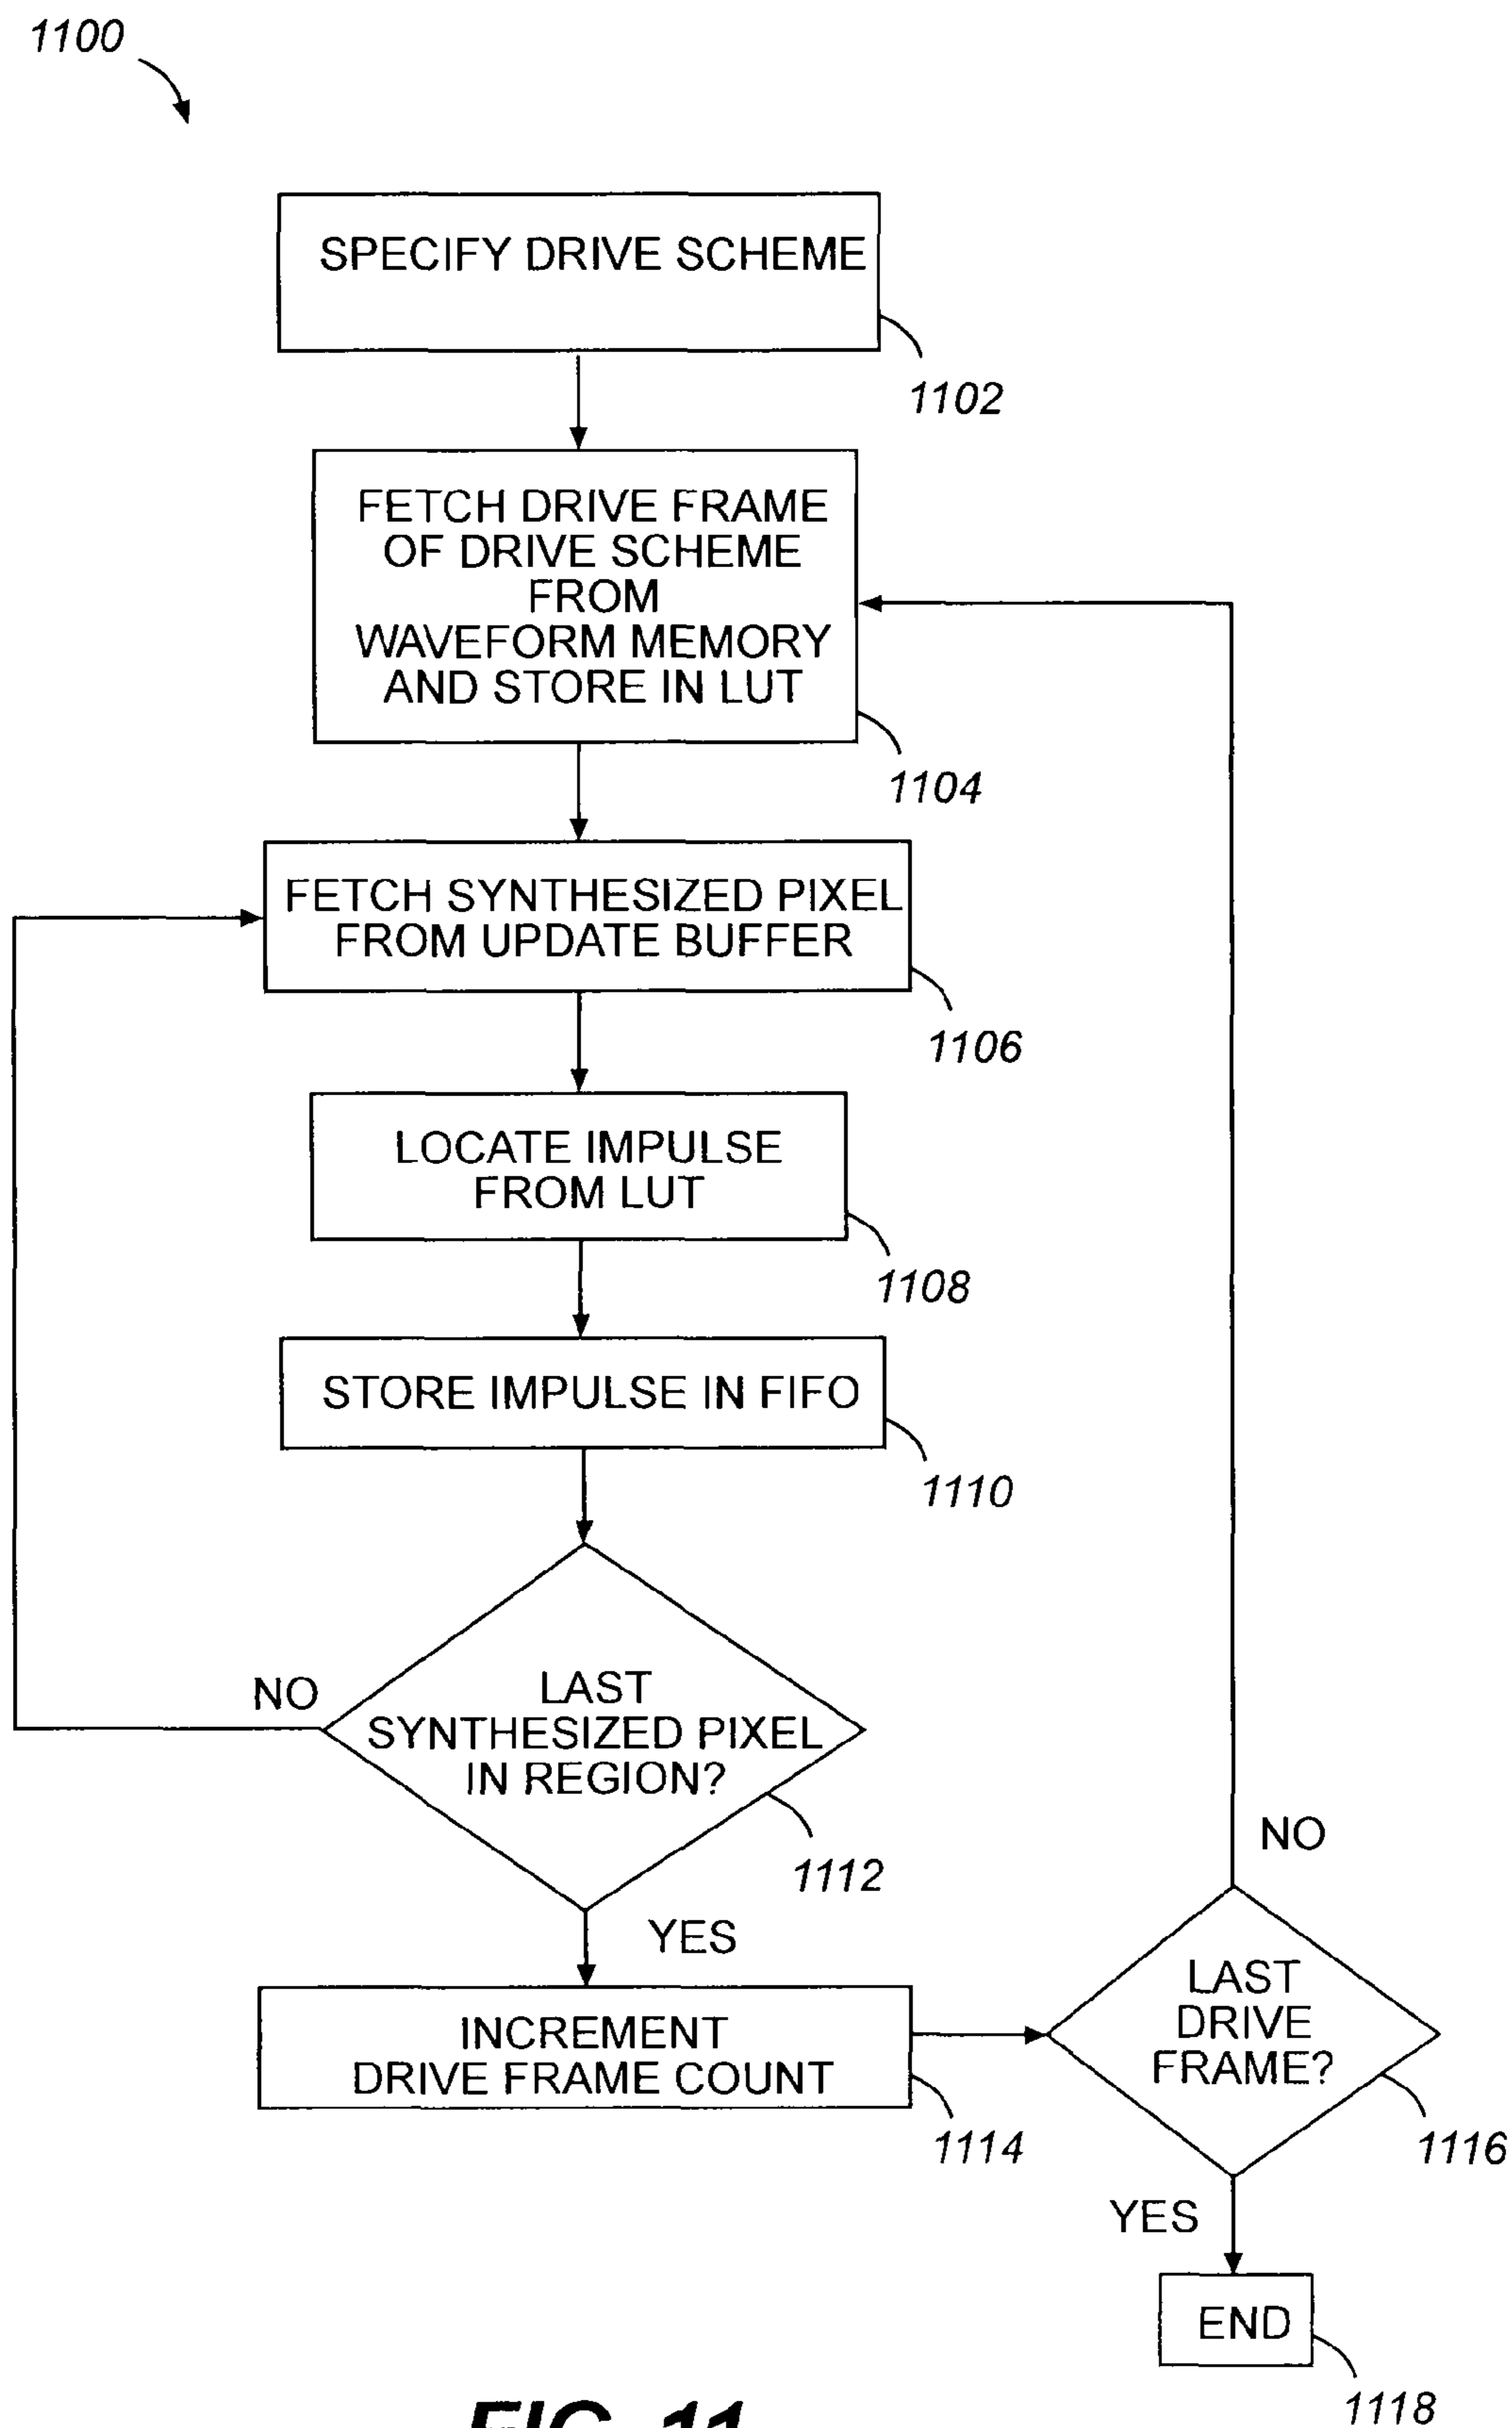 1100
SPECIFY DRIVE SCHEME
1102
FETCH DRIVE FRAME
OF DRIVE SCHEME
FROM
WAVEFORM MEMORY
AND STORE IN LUT
1104
FETCH SYNTHESIZED PIXEL
FROM UPDATE BUFFER
1106
LOCATE IMPULSE
FROM LUT
1108
STORE IMPULSE IN FIFO
1110
NO
LAST
SYNTHESIZED PIXEL
IN REGION?
1112
YES
INCREMENT
DRIVE FRAME COUNT
1114
NO
LAST
DRIVE
FRAME?
1116
YES
END
1118
FIG. 11